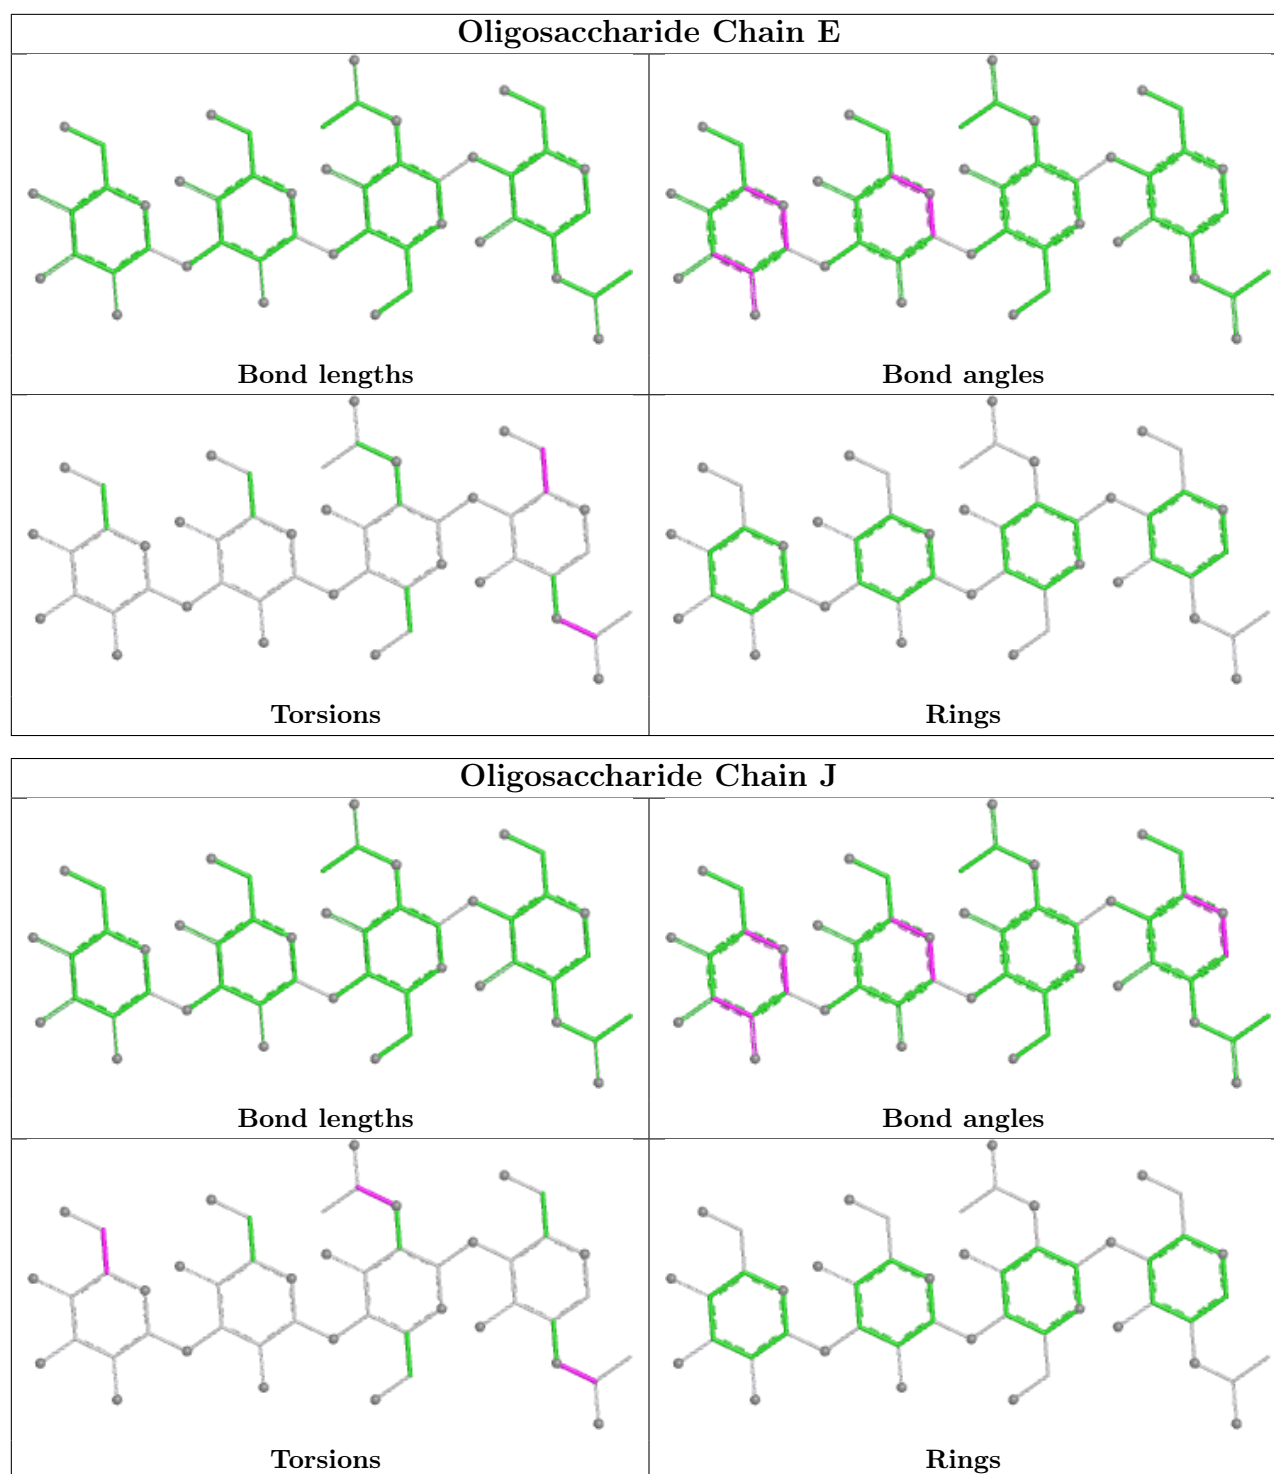 Oligosaccharide Chain E
Bond lengths
Bond angles
Torsions
Rings
Oligosaccharide Chain J
Bond lengths
Bond angles
Torsions
Rings